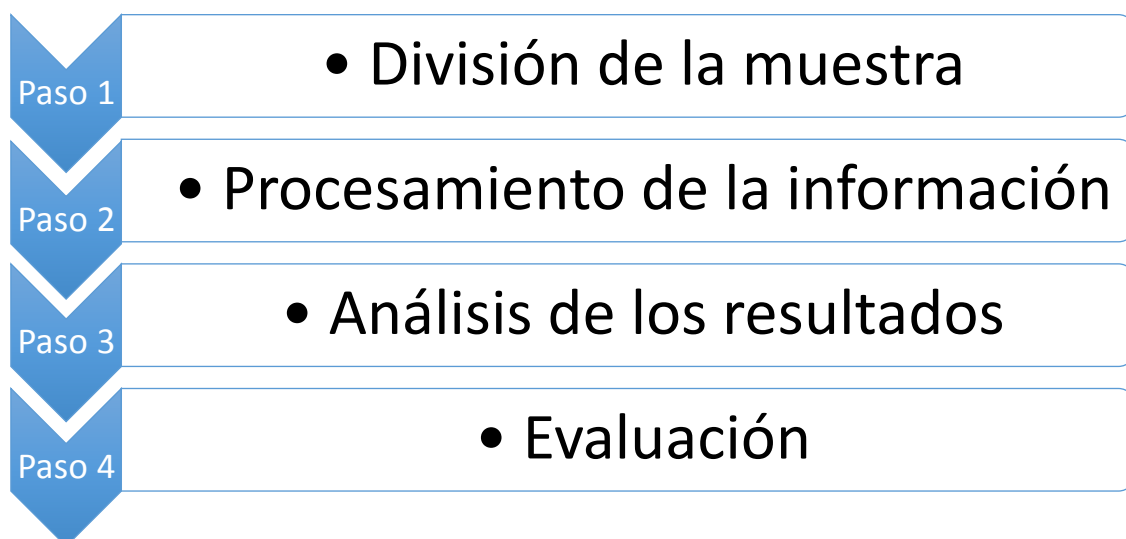 Paso 1
• División de la muestra
Paso 2
• Procesamiento de la información
Paso 3
• Análisis de los resultados
Paso 4
• Evaluación